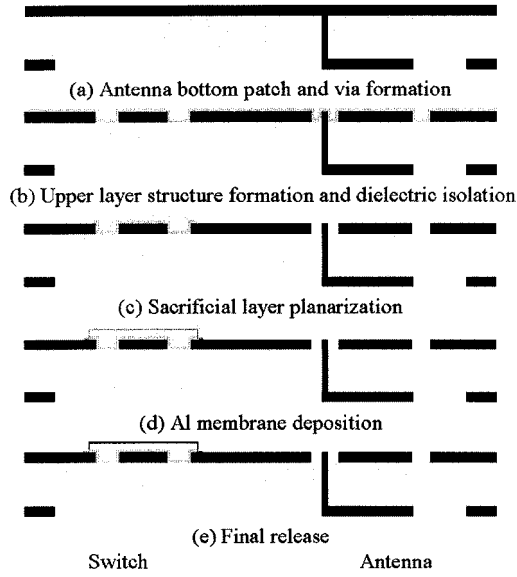 (a) Antenna bottom patch and via formation
(b) Upper layer structure formation and dielectric isolation
(c) Sacrificial layer planarization
(d) Al membrane deposition
(e) Final release
Switch Antenna